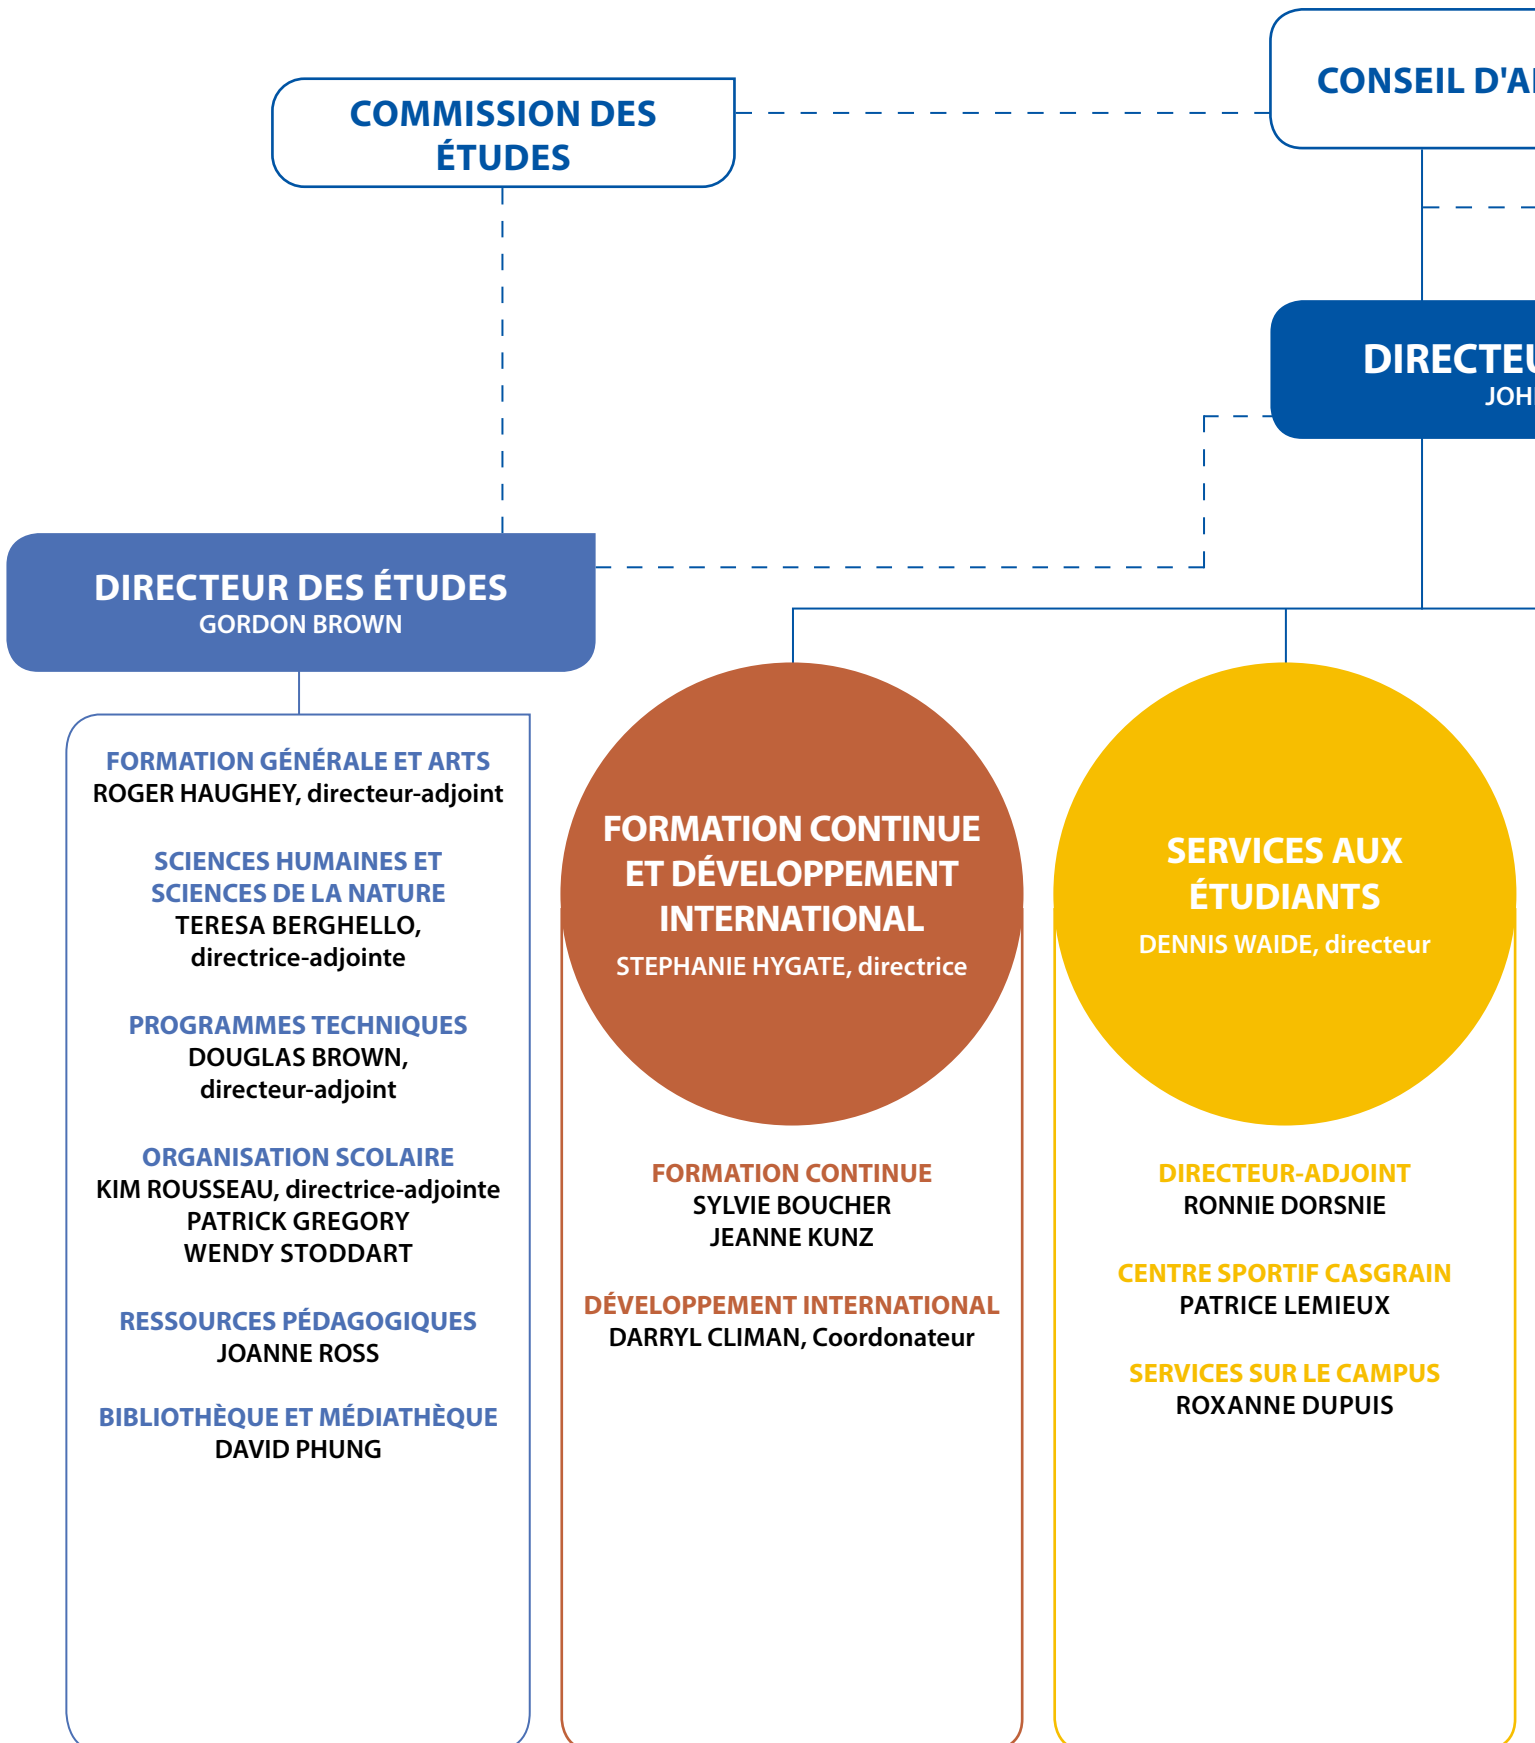 CONSEIL D'A
COMMISSION DES
ÉTUDES
DIRECTEU
JOH
DIRECTEUR DES ÉTUDES
GORDON BROWN
FORMATION GÉNÉRALE ET ARTS
ROGER HAUGHEY, directeur-adjoint
SCIENCES HUMAINES ET
SCIENCES DE LA NATURE
TERESA BERGHELLO,
directrice-adjointe
PROGRAMMES TECHNIQUES
DOUGLAS BROWN,
directeur-adjoint
ORGANISATION SCOLAIRE
KIM ROUSSEAU, directrice-adjointe
PATRICK GREGORY
WENDY STODDART
RESSOURCES PÉDAGOGIQUES
JOANNE ROSS
BIBLIOTHÈQUE ET MÉDIATHÈQUE
DAVID PHUNG
FORMATION CONTINUE
ET DÉVELOPPEMENT
INTERNATIONAL
STEPHANIE HYGATE, directrice
FORMATION CONTINUE
SYLVIE BOUCHER
JEANNE KUNZ
DÉVELOPPEMENT INTERNATIONAL
DARRYL CLIMAN, Coordonateur
SERVICES AUX
ÉTUDIANTS
DENNIS WAIDE, directeur
DIRECTEUR-ADJOINT
RONNIE DORSNIE
CENTRE SPORTIF CASGRAIN
PATRICE LEMIEUX
SERVICES SUR LE CAMPUS
ROXANNE DUPUIS